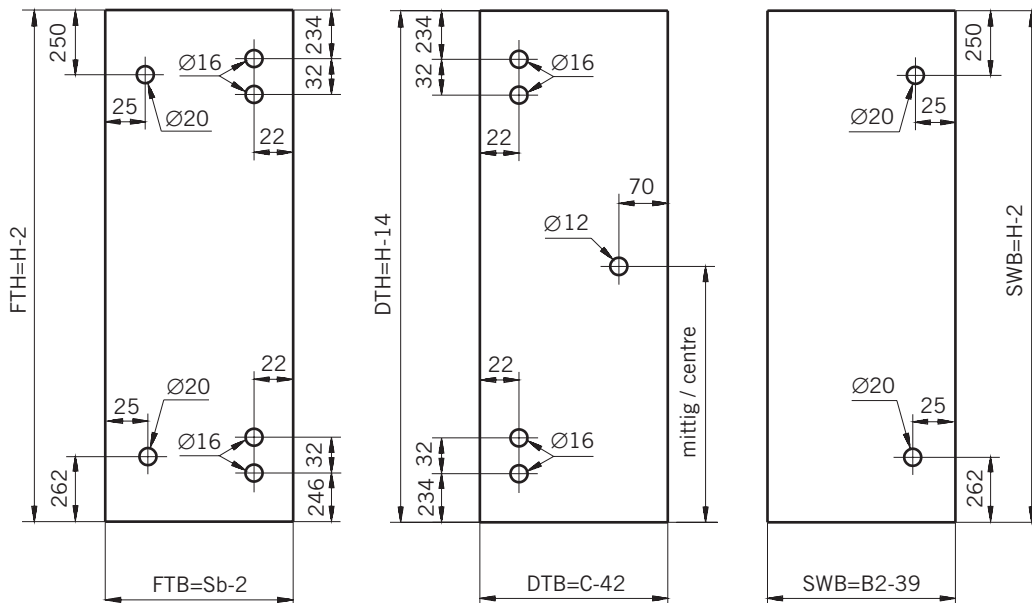 250
25
Ø20
Ø16
234
32
22
FTH=H-2
25
Ø20
262
22
Ø16
32
246
FTB=Sb-2
234
32
Ø16
22
70
Ø12
DTH=H-14
22
Ø16
32
234
mittig / centre
DTB=C-42
250
25
Ø20
SWB=H-2
Ø20
25
262
SWB=B2-39